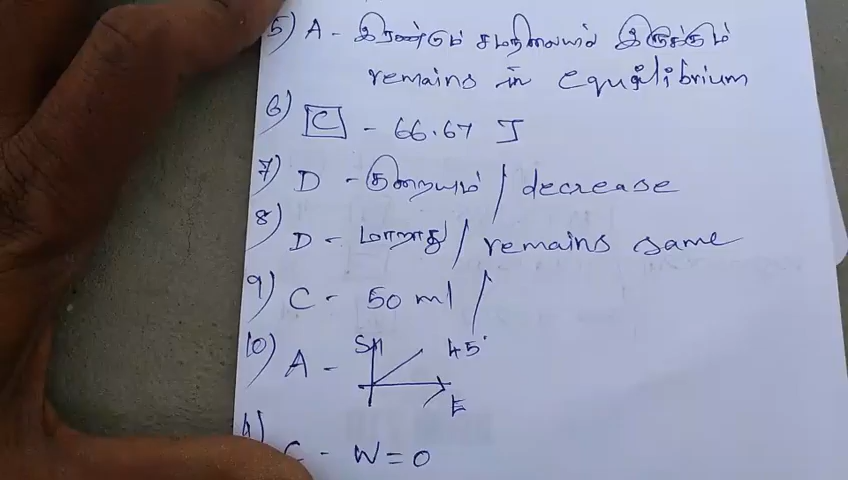 5) A - இரண்டும் சமநிலையில் இருக்கும்
remains in equilibrium
6) C - 66.67 J
7) D - குறையும் / decrease
8) D - மாறாது / remains same
9) C - 50 ml /
10) A - SH 45°
E
C - W = 0